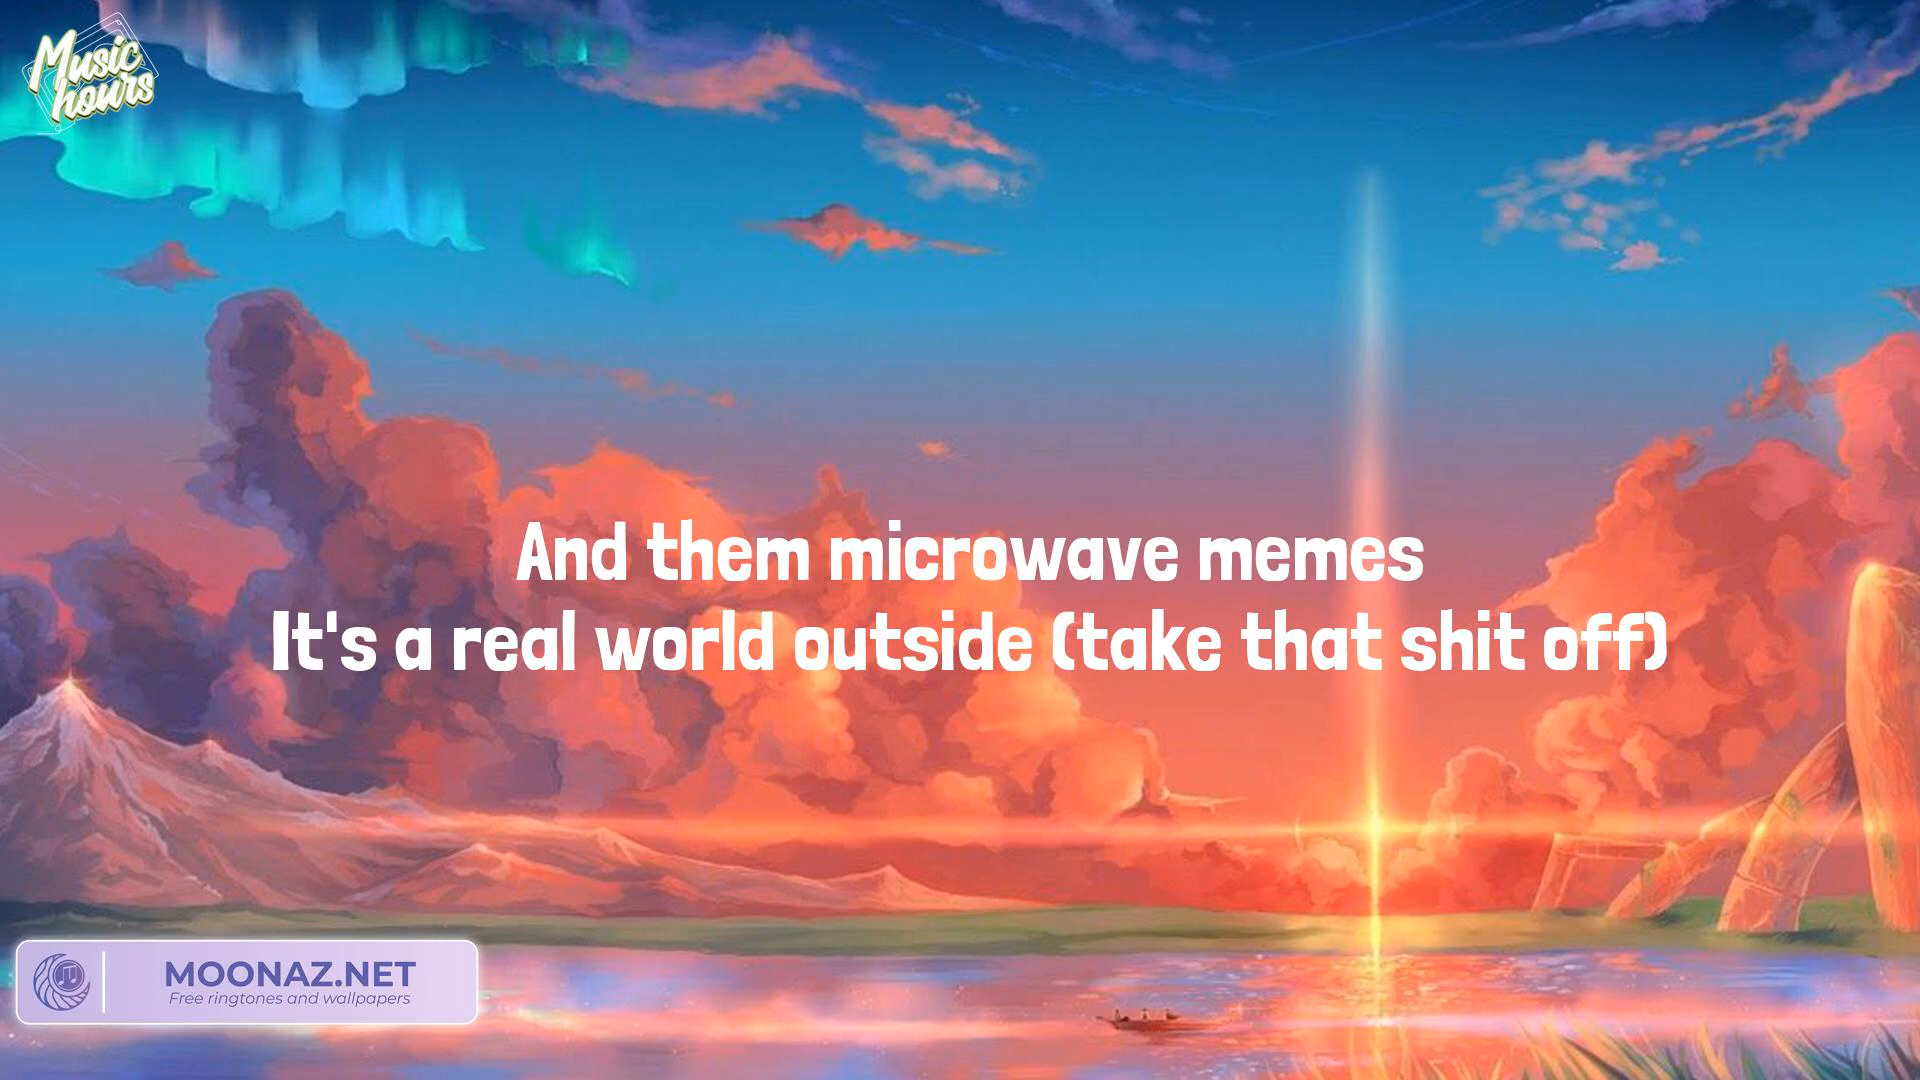 Music
hours
And them microwave memes
It's a real world outside (take that shit off)
MOONAZ.NET
Free ringtones and wallpapers